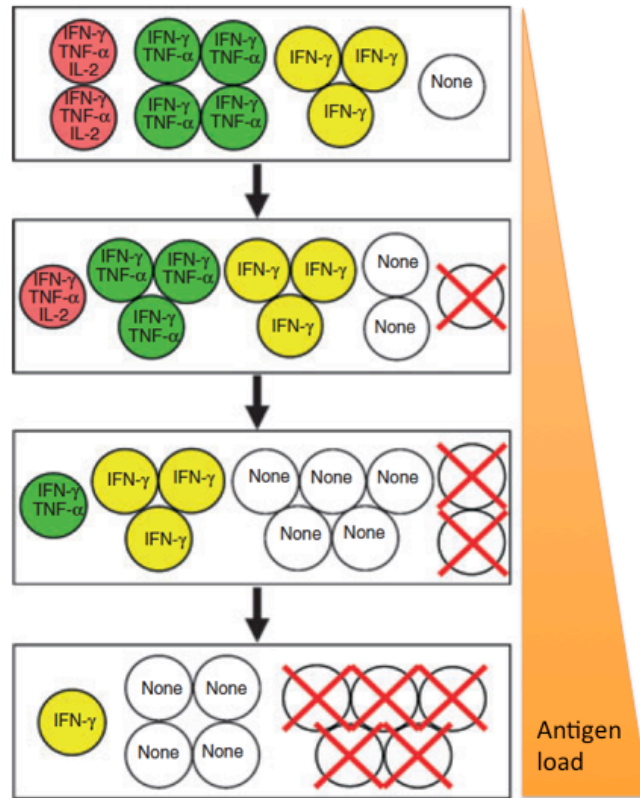 IFN-γ
TNF-α
IL-2
IFN-γ
TNF-α
IL-2
IFN-γ
TNF-α
IFN-γ
TNF-α
IFN-γ
TNF-α
IFN-γ
TNF-α
IFN-γ
IFN-γ
IFN-γ
None
IFN-γ
TNF-α
IL-2
IFN-γ
TNF-α
IFN-γ
TNF-α
IFN-γ
TNF-α
IFN-γ
IFN-γ
IFN-γ
None
None
IFN-γ
TNF-α
IFN-γ
IFN-γ
IFN-γ
None
None
None
None
None
IFN-γ
None
None
None
None
Antigen
load